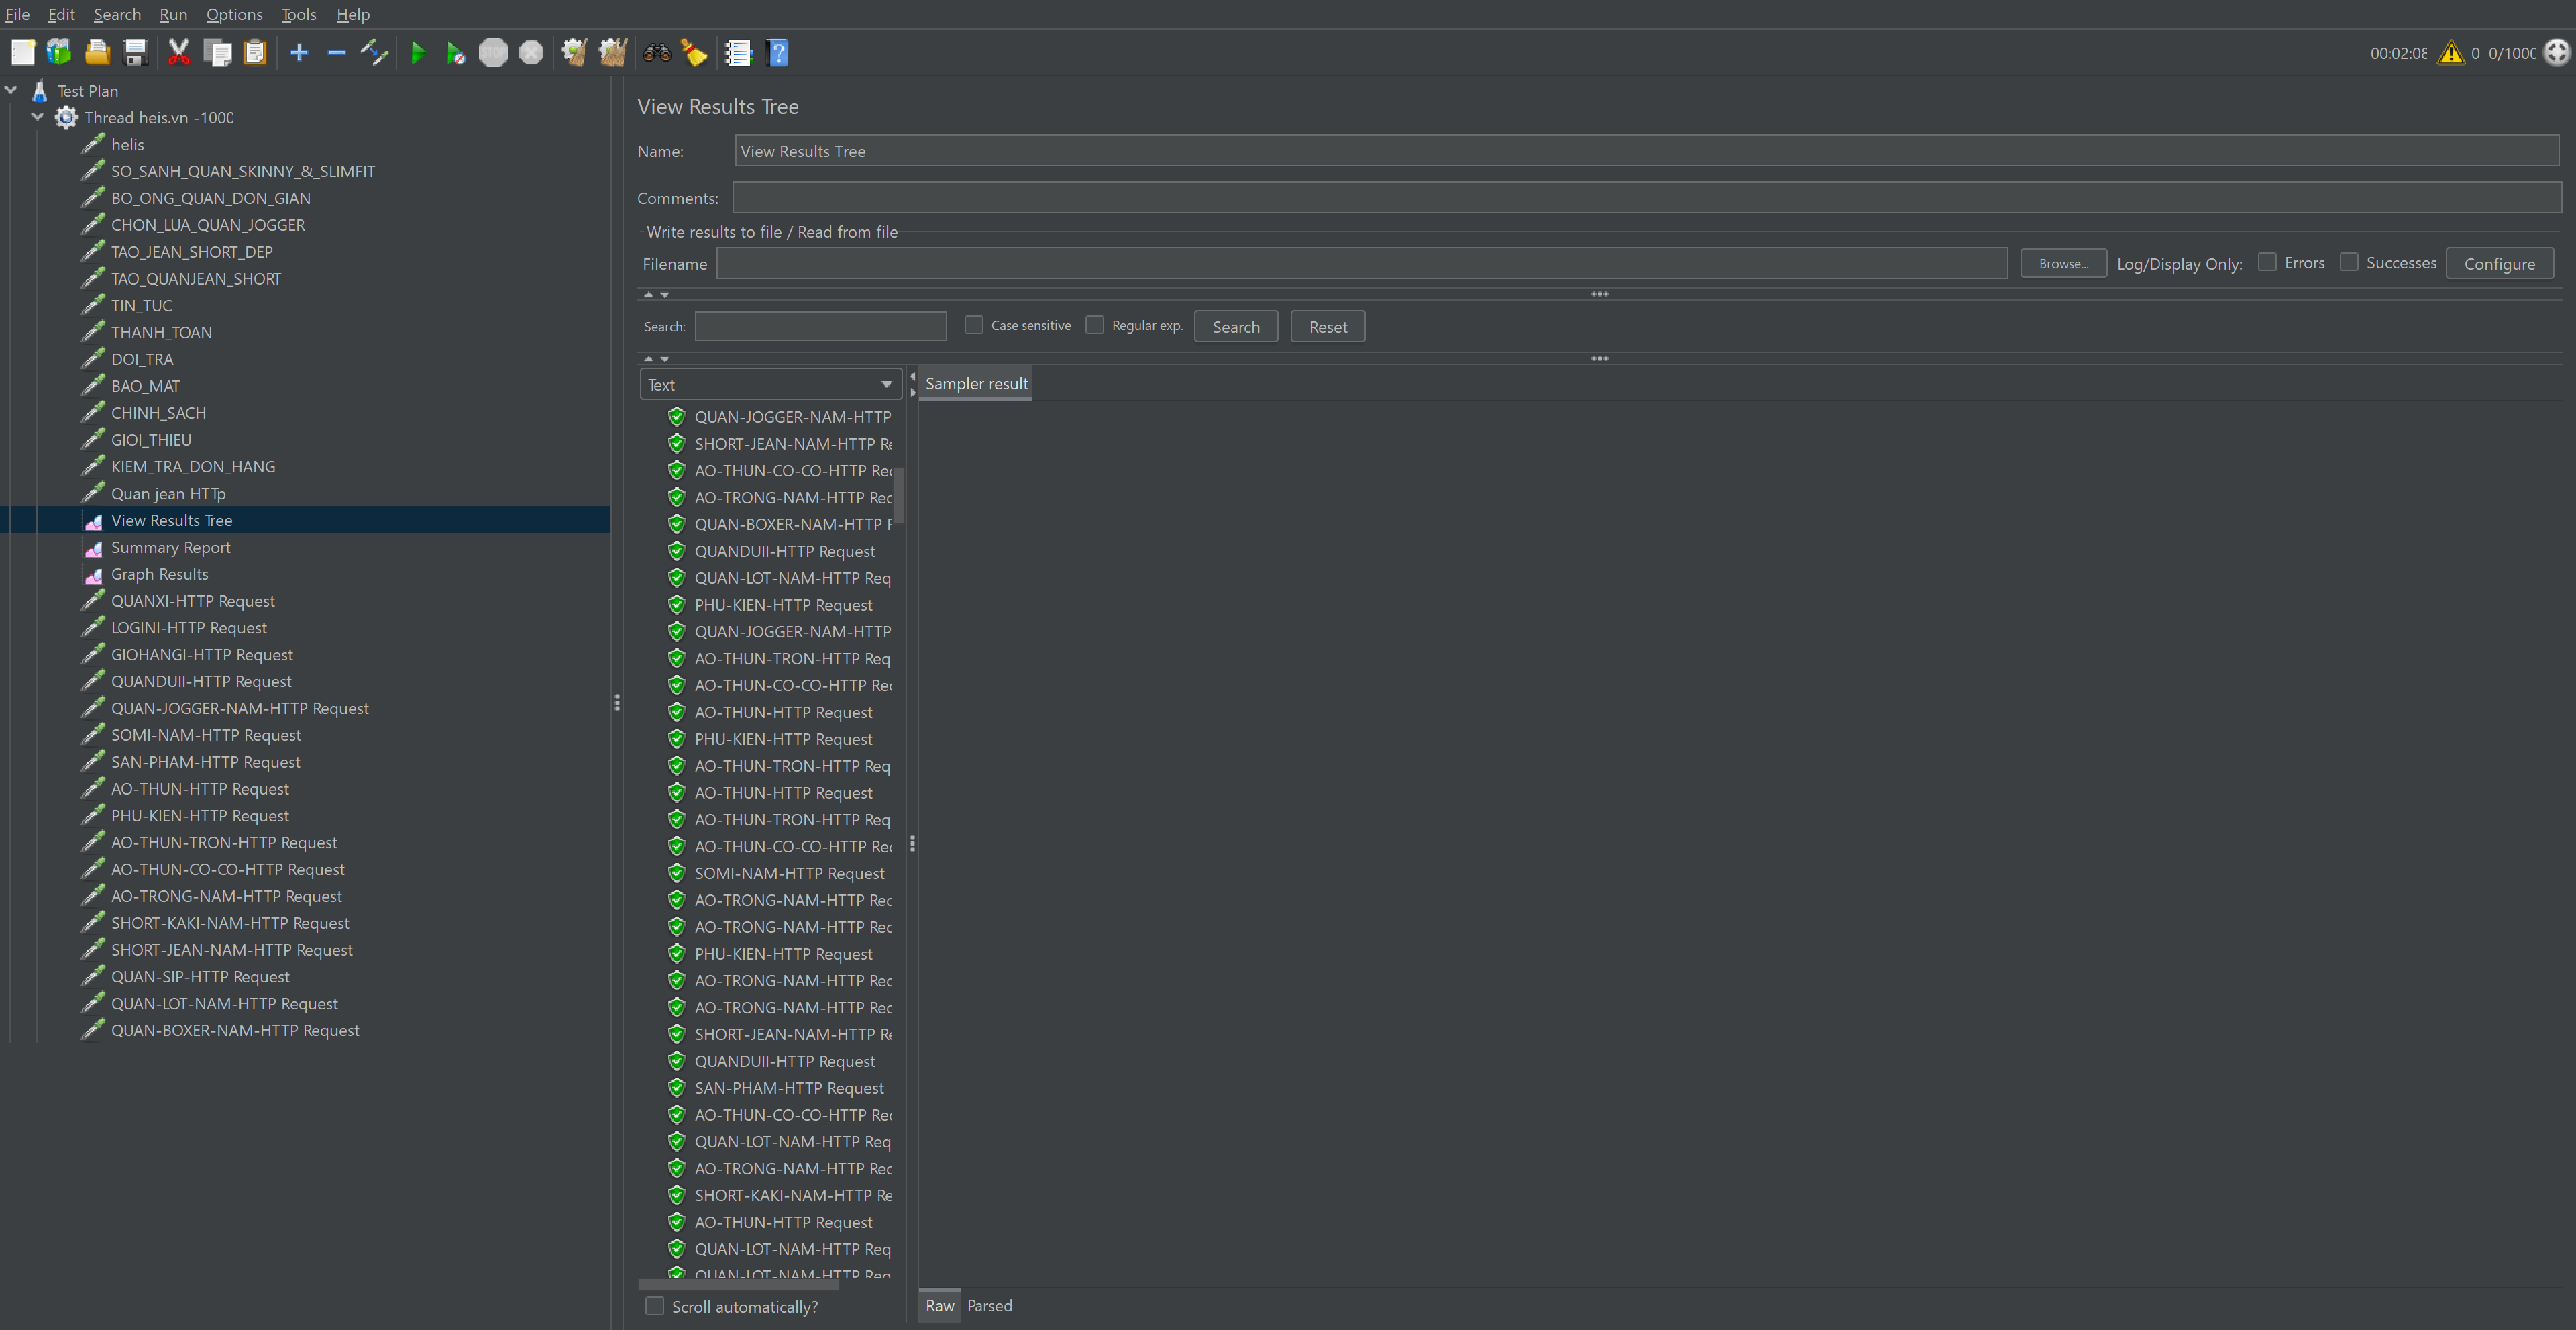 File Edit Search Run Options Tools Help
00:02:08 0 0/1000
Test Plan
Thread heis.vn -1000
helis
SO_SANH_QUAN_SKINNY_&_SLIMFIT
BO_ONG_QUAN_DON_GIAN
CHON_LUA_QUAN_JOGGER
TAO_JEAN_SHORT_DEP
TAO_QUANJEAN_SHORT
TIN_TUC
THANH_TOAN
DOI_TRA
BAO_MAT
CHINH_SACH
GIOI_THIEU
KIEM_TRA_DON_HANG
Quan jean HTTp
View Results Tree
Summary Report
Graph Results
QUANXI-HTTP Request
LOGINI-HTTP Request
GIOHANGI-HTTP Request
QUANDUII-HTTP Request
QUAN-JOGGER-NAM-HTTP Request
SOMI-NAM-HTTP Request
SAN-PHAM-HTTP Request
AO-THUN-HTTP Request
PHU-KIEN-HTTP Request
AO-THUN-TRON-HTTP Request
AO-THUN-CO-CO-HTTP Request
AO-TRONG-NAM-HTTP Request
SHORT-KAKI-NAM-HTTP Request
SHORT-JEAN-NAM-HTTP Request
QUAN-SIP-HTTP Request
QUAN-LOT-NAM-HTTP Request
QUAN-BOXER-NAM-HTTP Request
View Results Tree
Name: View Results Tree
Comments:
Write results to file / Read from file
Filename Browse... Log/Display Only: Errors Successes Configure
Search: Case sensitive Regular exp. Search Reset
Text
Sampler result
QUAN-JOGGER-NAM-HTTP
SHORT-JEAN-NAM-HTTP Re
AO-THUN-CO-CO-HTTP Rec
AO-TRONG-NAM-HTTP Rec
QUAN-BOXER-NAM-HTTP F
QUANDUII-HTTP Request
QUAN-LOT-NAM-HTTP Req
PHU-KIEN-HTTP Request
QUAN-JOGGER-NAM-HTTP
AO-THUN-TRON-HTTP Req
AO-THUN-CO-CO-HTTP Rec
AO-THUN-HTTP Request
PHU-KIEN-HTTP Request
AO-THUN-TRON-HTTP Req
AO-THUN-HTTP Request
AO-THUN-TRON-HTTP Req
AO-THUN-CO-CO-HTTP Rec
SOMI-NAM-HTTP Request
AO-TRONG-NAM-HTTP Rec
AO-TRONG-NAM-HTTP Rec
PHU-KIEN-HTTP Request
AO-TRONG-NAM-HTTP Rec
AO-TRONG-NAM-HTTP Rec
SHORT-JEAN-NAM-HTTP Re
QUANDUII-HTTP Request
SAN-PHAM-HTTP Request
AO-THUN-CO-CO-HTTP Rec
QUAN-LOT-NAM-HTTP Req
AO-TRONG-NAM-HTTP Rec
SHORT-KAKI-NAM-HTTP Re
AO-THUN-HTTP Request
QUAN-LOT-NAM-HTTP Req
QUAN-LOT-NAM-HTTP Req
Scroll automatically?
Raw Parsed